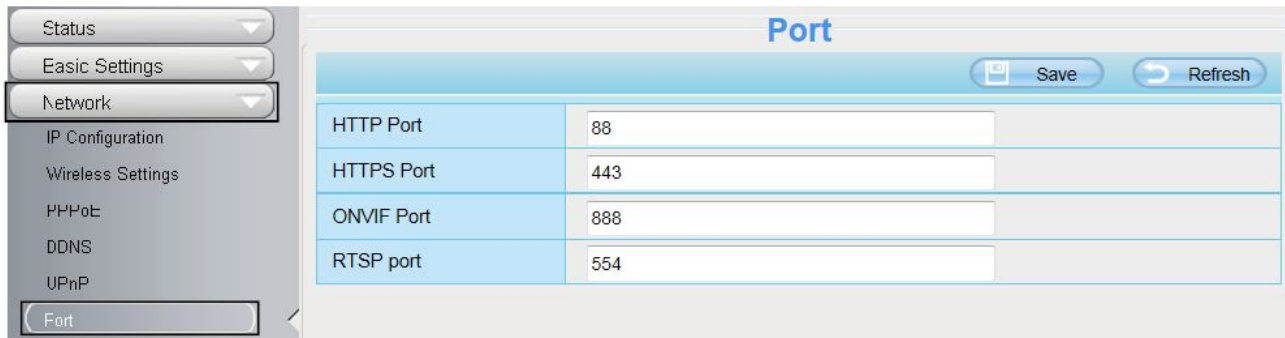 Status
Easic Settings
Network
IP Configuration
Wireless Settings
PPPoE
DDNS
UPnP
Fort
Port
Save
Refresh
HTTP Port
88
HTTPS Port
443
ONVIF Port
888
RTSP port
554